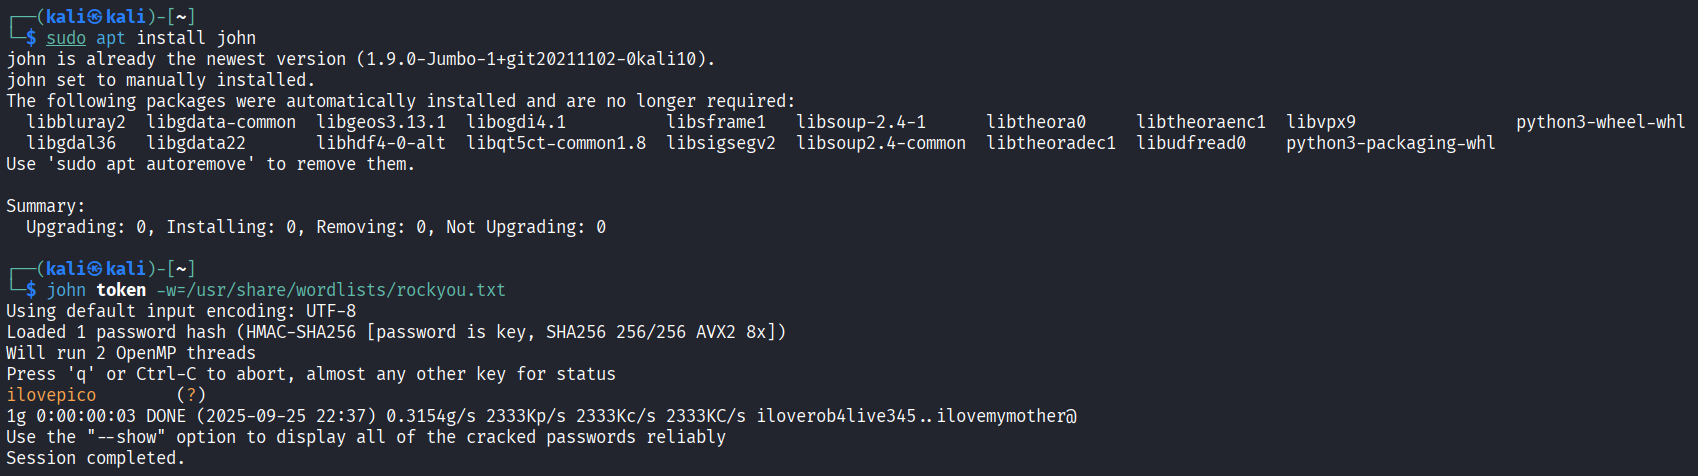 ┌──(kali㉿kali)-[~]
└─$ sudo apt install john
john is already the newest version (1.9.0-Jumbo-1+git20211102-0kali10).
john set to manually installed.
The following packages were automatically installed and are no longer required:
  libbluray2  libgdata-common  libgeos3.13.1  libogdi4.1          libsframe1   libsoup-2.4-1      libtheora0     libtheoraenc1  libvpx9                python3-wheel-whl
  libgdal36   libgdata22       libhdf4-0-alt  libqt5ct-common1.8  libsigsegv2  libsoup2.4-common  libtheoradec1  libudfread0    python3-packaging-whl
Use 'sudo apt autoremove' to remove them.

Summary:
  Upgrading: 0, Installing: 0, Removing: 0, Not Upgrading: 0

┌──(kali㉿kali)-[~]
└─$ john token -w=/usr/share/wordlists/rockyou.txt
Using default input encoding: UTF-8
Loaded 1 password hash (HMAC-SHA256 [password is key, SHA256 256/256 AVX2 8x])
Will run 2 OpenMP threads
Press 'q' or Ctrl-C to abort, almost any other key for status
ilovepico        (?)
1g 0:00:00:03 DONE (2025-09-25 22:37) 0.3154g/s 2333Kp/s 2333Kc/s 2333KC/s iloverob4live345..ilovemymother@
Use the "--show" option to display all of the cracked passwords reliably
Session completed.